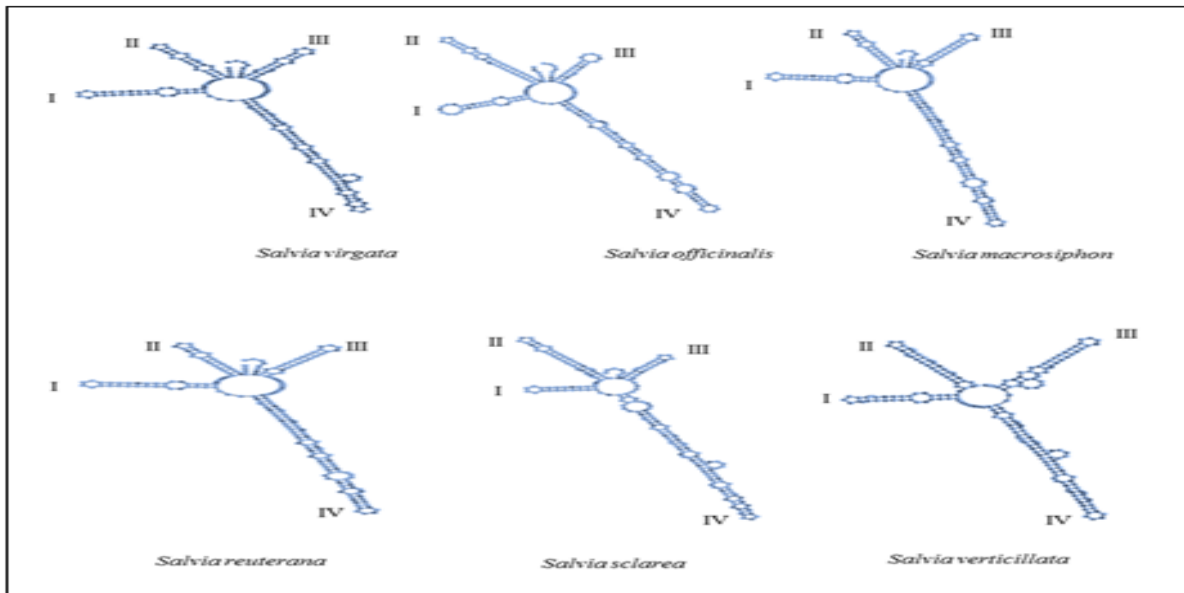 II III II III II III
I I I
IV IV IV
Salvia virgata Salvia officinalis Salvia macrosiphon
II III II III II III
I I I
IV IV IV
Salvia reuterana Salvia sclarea Salvia verticillata